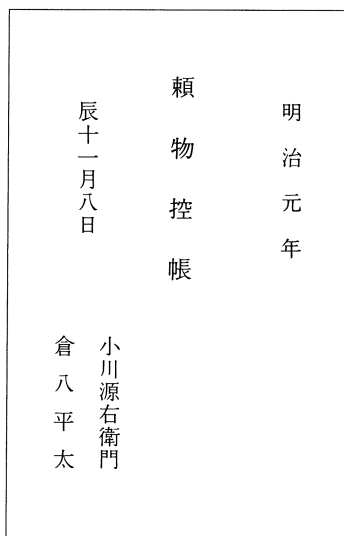 明治元年
頼物控帳
辰十一月八日
小川源右衛門
倉八平太